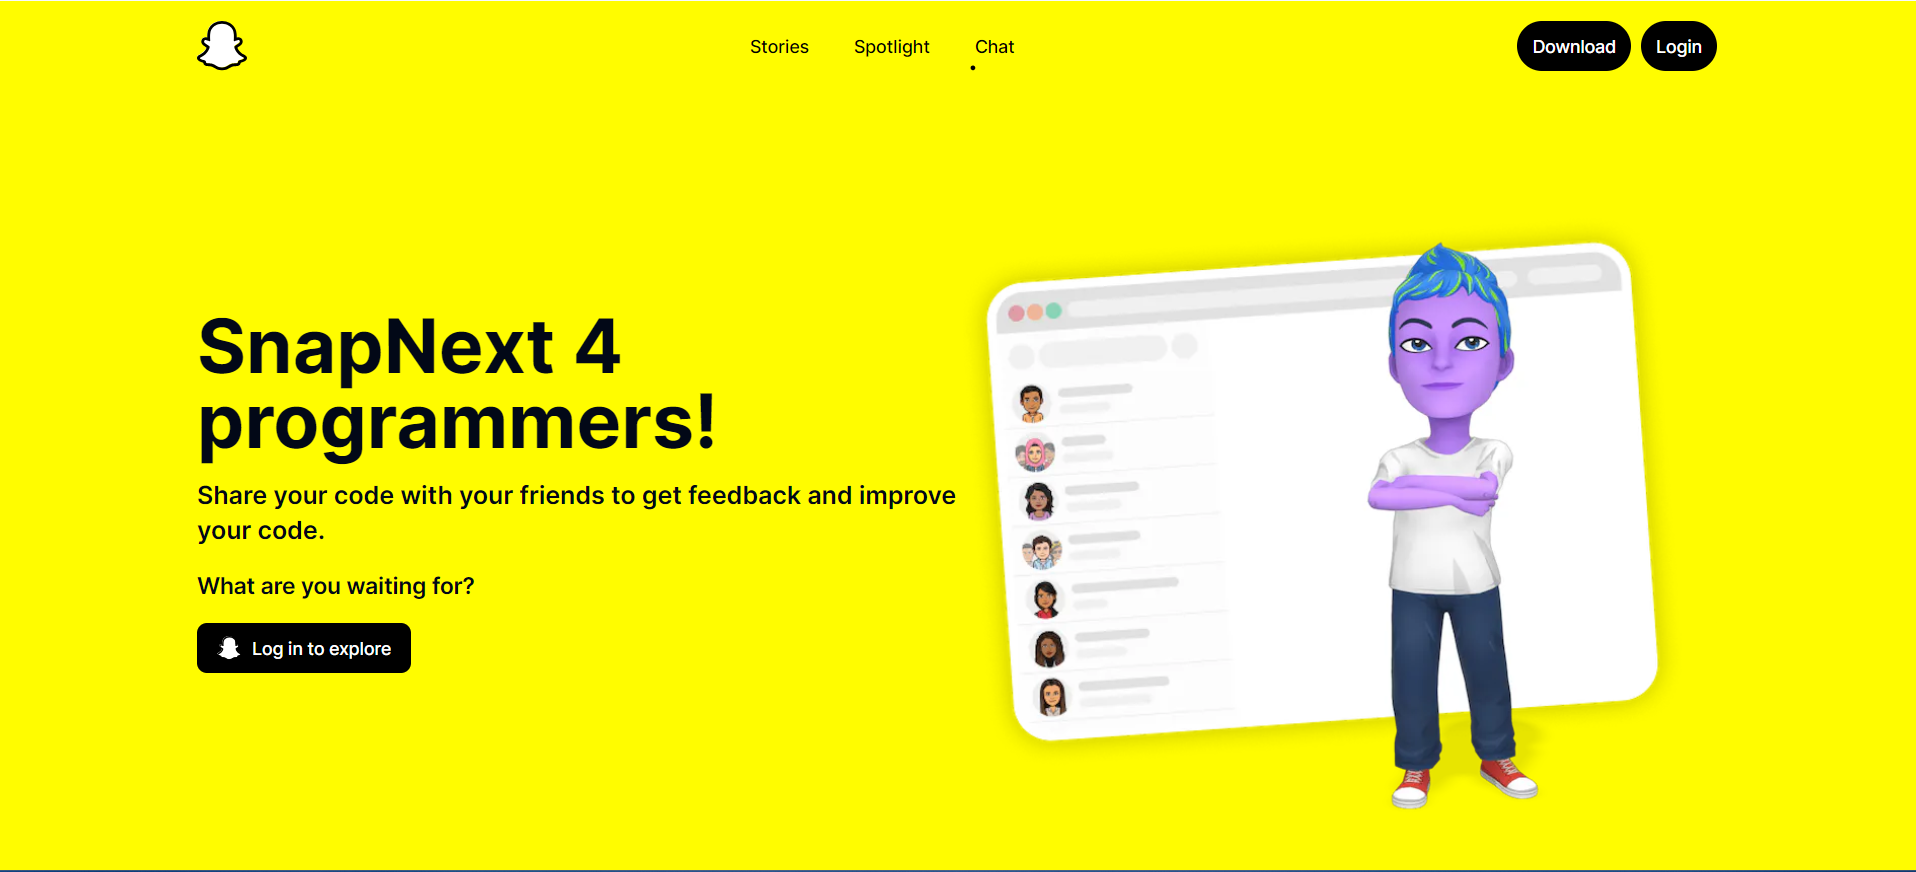 Stories Spotlight Chat Download Login
SnapNext 4
programmers!
Share your code with your friends to get feedback and improve
your code.
What are you waiting for?
Log in to explore